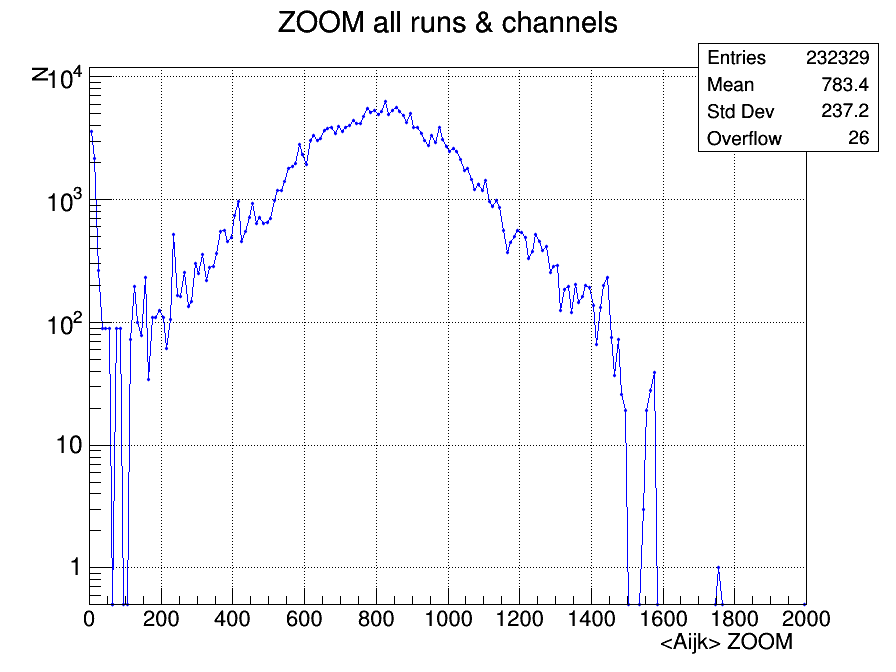 ZOOM all runs & channels
Entries 232329
Mean 783.4
Std Dev 237.2
Overflow 26
N
10^4
10^3
10^2
10
1
0 200 400 600 800 1000 1200 1400 1600 1800 2000
<Aijk> ZOOM